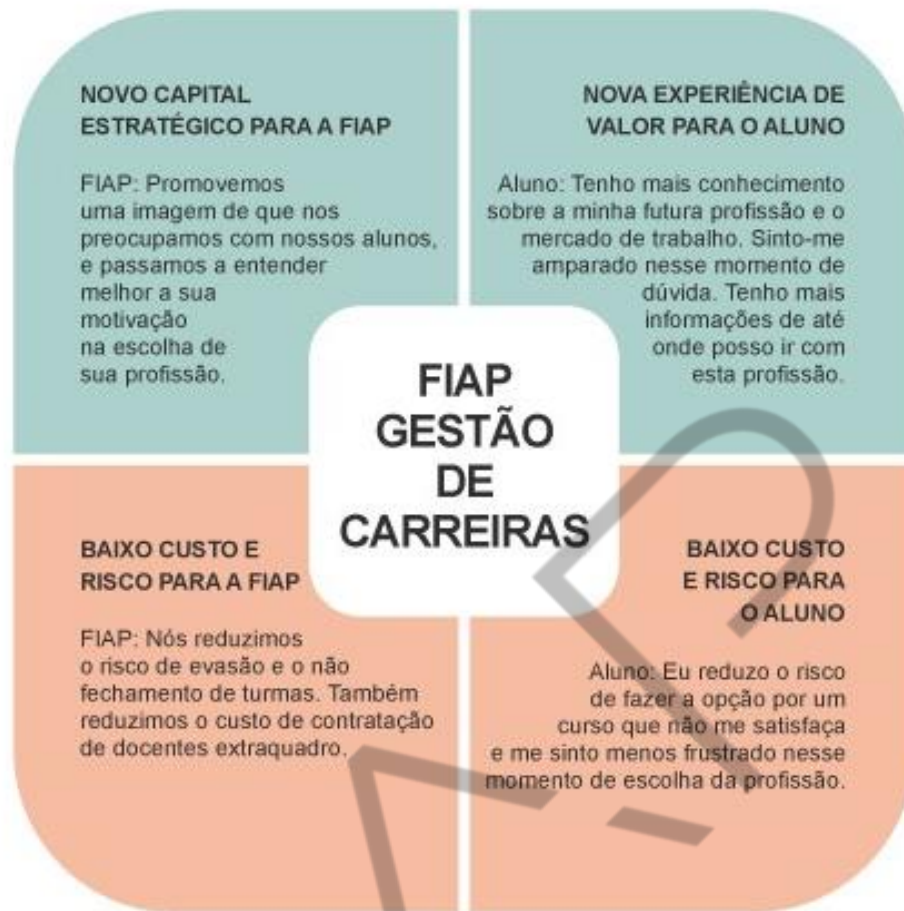 NOVO CAPITAL
ESTRATÉGICO PARA A FIAP
FIAP: Promovemos
uma imagem de que nos
preocupamos com nossos alunos,
e passamos a entender
melhor a sua
motivação
na escolha de
sua profissão.
NOVA EXPERIÊNCIA DE
VALOR PARA O ALUNO
Aluno: Tenho mais conhecimento
sobre a minha futura profissão e o
mercado de trabalho. Sinto-me
amparado nesse momento de
dúvida. Tenho mais
informações de até
onde posso ir com
esta profissão.
FIAP
GESTÃO
DE
CARREIRAS
BAIXO CUSTO E
RISCO PARA A FIAP
FIAP: Nós reduzimos
o risco de evasão e o não
fechamento de turmas. Também
reduzimos o custo de contratação
de docentes extraquadro.
BAIXO CUSTO
E RISCO PARA
O ALUNO
Aluno: Eu reduzo o risco
de fazer a opção por um
curso que não me satisfaça
e me sinto menos frustrado nesse
momento de escolha da profissão.